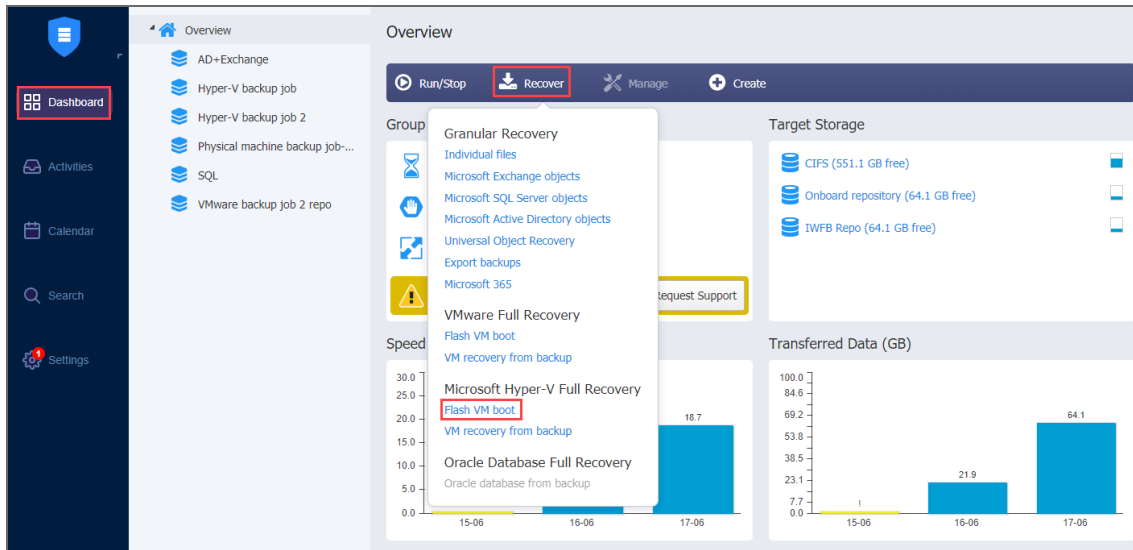 Dashboard
Activities
Calendar
Search
1
Settings
Overview
AD+Exchange
Hyper-V backup job
Hyper-V backup job 2
Physical machine backup job-...
SQL
VMware backup job 2 repo
Overview
Run/Stop
Recover
Manage
Create
Group
Granular Recovery
Individual files
Microsoft Exchange objects
Microsoft SQL Server objects
Microsoft Active Directory objects
Universal Object Recovery
Export backups
Microsoft 365
VMware Full Recovery
Flash VM boot
VM recovery from backup
Microsoft Hyper-V Full Recovery
Flash VM boot
VM recovery from backup
Oracle Database Full Recovery
Oracle database from backup
Request Support
Target Storage
CIFS (551.1 GB free)
Onboard repository (64.1 GB free)
IWFB Repo (64.1 GB free)
Speed
30.0
25.0
20.0
15.0
10.0
5.0
0.0
18.7
15-06 16-06 17-06
Transferred Data (GB)
100.0
84.6
69.2
53.8
38.5
23.1
7.7
0.0
21.9
64.1
15-06 16-06 17-06